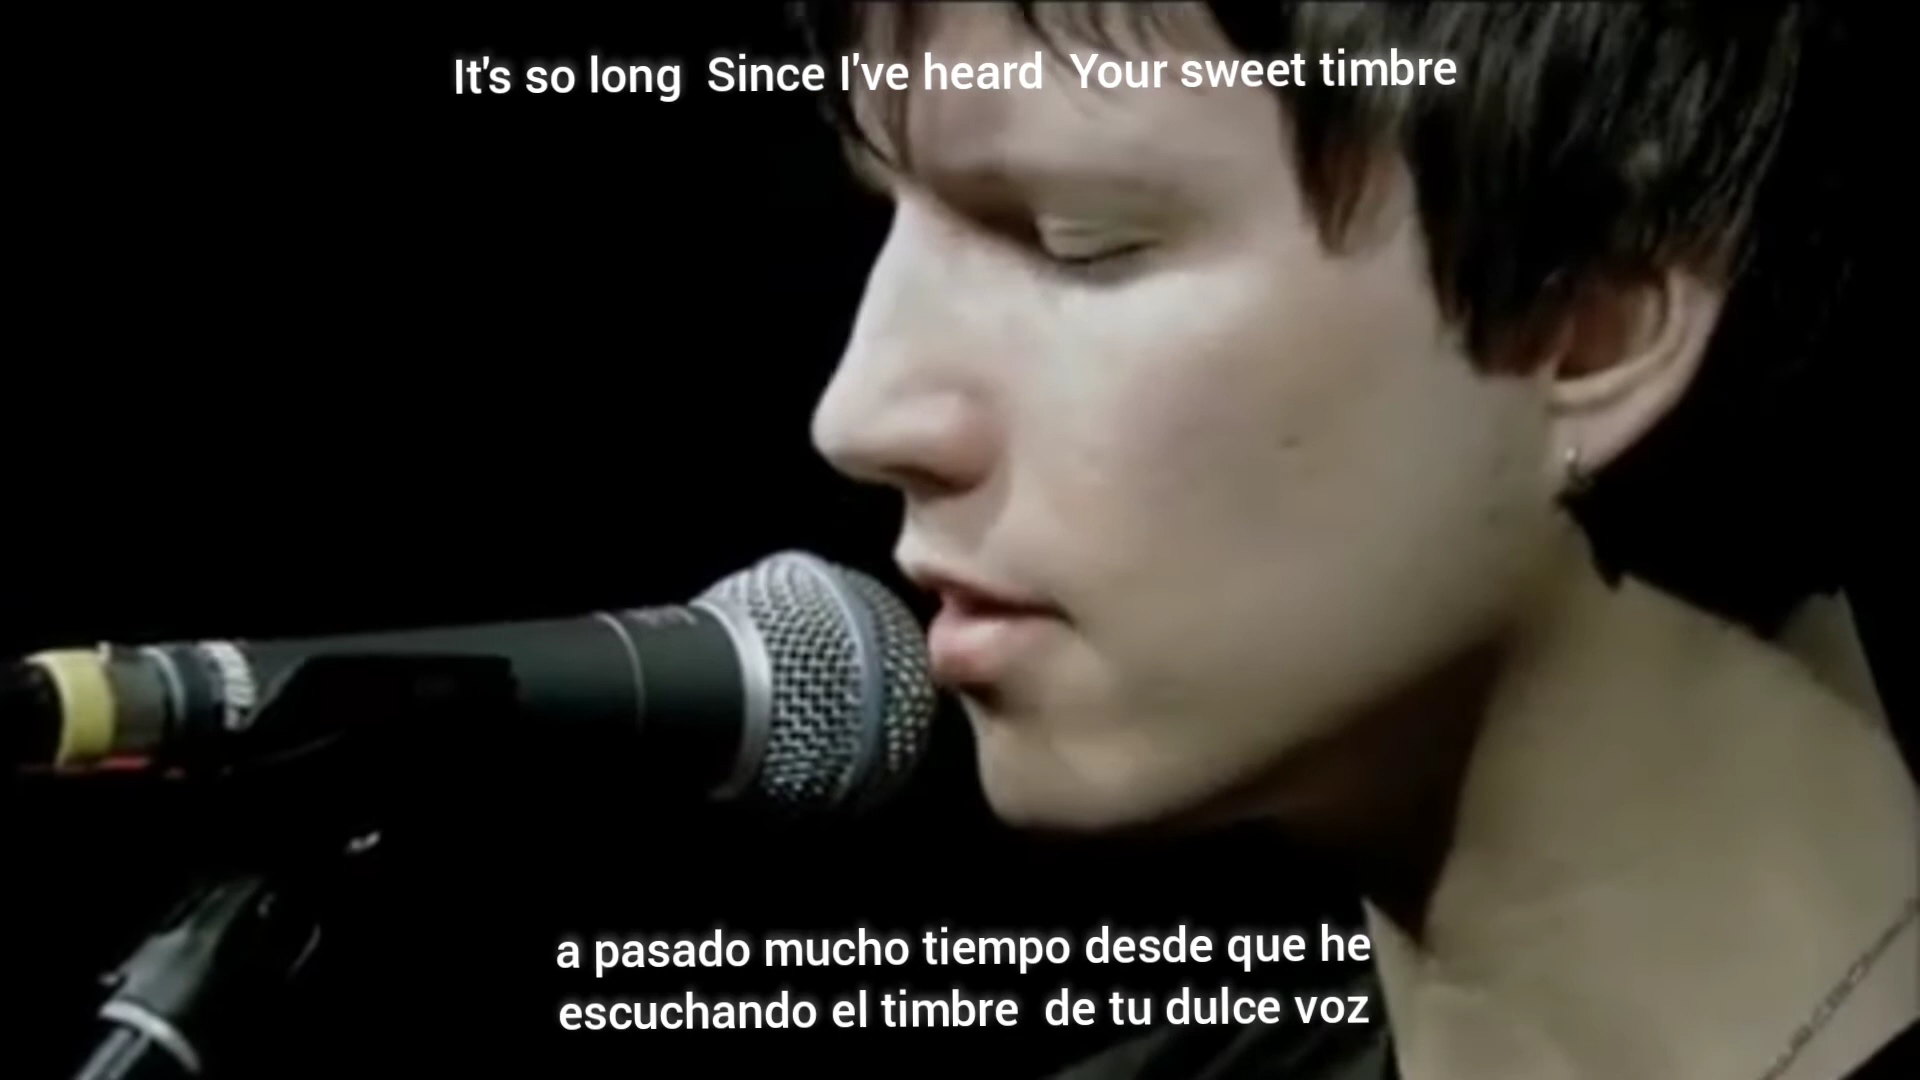 It's so long Since I've heard Your sweet timbre
a pasado mucho tiempo desde que he
escuchando el timbre de tu dulce voz